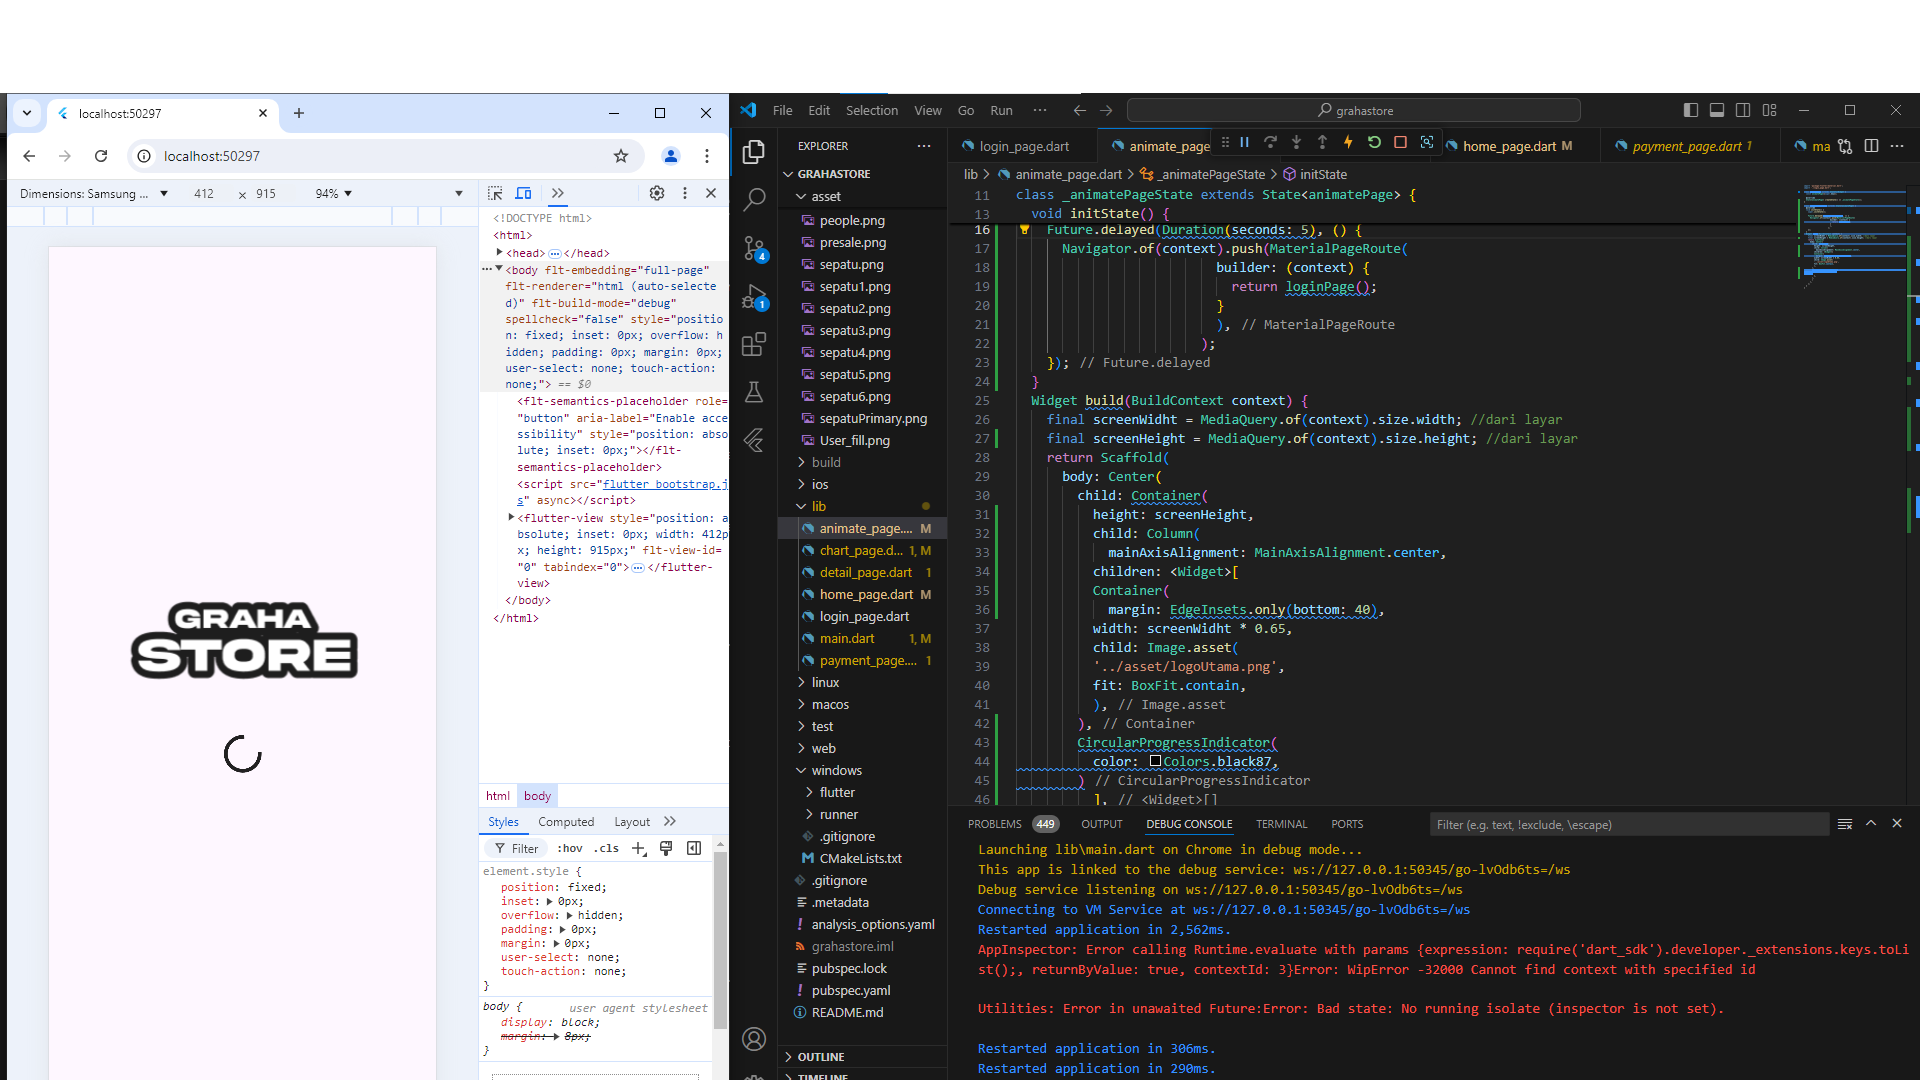 localhost:50297
localhost:50297
Dimensions: Samsung ...
412
x
915
94%
<!DOCTYPE html>
<html>
<head>
</head>
<body flt-embedding="full-page"
flt-renderer="html (auto-selecte
d)" flt-build-mode="debug"
spellcheck="false" style="positio
n: fixed; inset: 0px; overflow: h
idden; padding: 0px; margin: 0px;
user-select: none; touch-action:
none;"> == $0
<flt-semantics-placeholder role=
"button" aria-label="Enable acce
ssibility" style="position: abso
lute; inset: 0px;"></flt-
semantics-placeholder>
<script src="flutter_bootstrap.j
s" async></script>
<flutter-view style="position: a
bsolute; inset: 0px; width: 412p
x; height: 915px;" flt-view-id=
"0" tabindex="0">
</flutter-
view>
</body>
</html>
GRAHA
STORE
html
body
Styles
Computed
Layout
Filter
:hov
.cls
element.style {
position: fixed;
inset: 0px;
overflow: hidden;
padding: 0px;
margin: 0px;
user-select: none;
touch-action: none;
}
body {
user agent stylesheet
display: block;
margin: 8px;
}
File
Edit
Selection
View
Go
Run
grahastore
EXPLORER
GRAHASTORE
asset
people.png
presale.png
sepatu.png
sepatu1.png
sepatu2.png
sepatu3.png
sepatu4.png
sepatu5.png
sepatu6.png
sepatuPrimary.png
User_fill.png
build
ios
lib
animate_page.... M
chart_page.d... 1, M
detail_page.dart 1
home_page.dart M
login_page.dart
main.dart 1, M
payment_page.... 1
linux
macos
test
web
windows
flutter
runner
.gitignore
CMakeLists.txt
.gitignore
.metadata
analysis_options.yaml
grahastore.iml
pubspec.lock
pubspec.yaml
README.md
OUTLINE
TIMELINE
4
1
login_page.dart
animate_page
home_page.dart M
payment_page.dart 1
ma
lib > animate_page.dart > _animatePageState > initState
11 class _animatePageState extends State<animatePage> {
13 void initState() {
16 Future.delayed(Duration(seconds: 5), () {
17 Navigator.of(context).push(MaterialPageRoute(
18 builder: (context) {
19 return loginPage();
20 }
21 ), // MaterialPageRoute
22 );
23 }); // Future.delayed
24 }
25 Widget build(BuildContext context) {
26 final screenWidht = MediaQuery.of(context).size.width; //dari layar
27 final screenHeight = MediaQuery.of(context).size.height; //dari layar
28 return Scaffold(
29 body: Center(
30 child: Container(
31 height: screenHeight,
32 child: Column(
33 mainAxisAlignment: MainAxisAlignment.center,
34 children: <Widget>[
35 Container(
36 margin: EdgeInsets.only(bottom: 40),
37 width: screenWidht * 0.65,
38 child: Image.asset(
39 '../asset/logoUtama.png',
40 fit: BoxFit.contain,
41 ), // Image.asset
42 ), // Container
43 CircularProgressIndicator(
44 color: Colors.black87,
45 ) // CircularProgressIndicator
46 ], // <Widget>[]
PROBLEMS 449
OUTPUT
DEBUG CONSOLE
TERMINAL
PORTS
Filter (e.g. text, !exclude, \escape)
Launching lib\main.dart on Chrome in debug mode...
This app is linked to the debug service: ws://127.0.0.1:50345/go-lvOdb6ts=/ws
Debug service listening on ws://127.0.0.1:50345/go-lvOdb6ts=/ws
Connecting to VM Service at ws://127.0.0.1:50345/go-lvOdb6ts=/ws
Restarted application in 2,562ms.
AppInspector: Error calling Runtime.evaluate with params {expression: require('dart_sdk').developer._extensions.keys.toLi
st();, returnByValue: true, contextId: 3}Error: WipError -32000 Cannot find context with specified id
Utilities: Error in unawaited Future:Error: Bad state: No running isolate (inspector is not set).
Restarted application in 306ms.
Restarted application in 290ms.